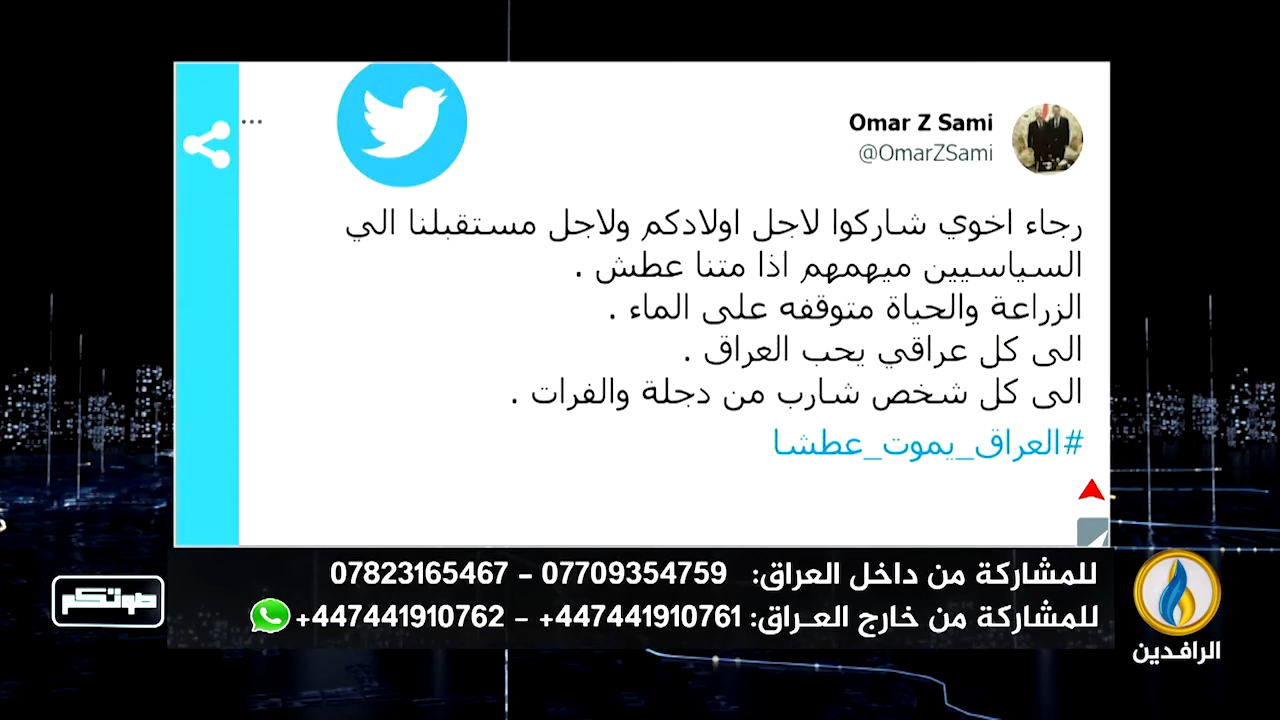 Omar Z Sami
@OmarZSami
رجاء اخوي شاركوا لاجل اولادكم ولاجل مستقبلنا الي
السياسيين ميهمهم اذا متنا عطش .
الزراعة والحياة متوقفه على الماء .
الى كل عراقي يحب العراق .
الى كل شخص شارب من دجلة والفرات .
#العراق_يموت_عطشا
للمشاركة من داخل العراق: 07709354759 - 07823165467
للمشاركة من خارج العـراق: 447441910761+ - 447441910762+
صوتكم
الرافدين